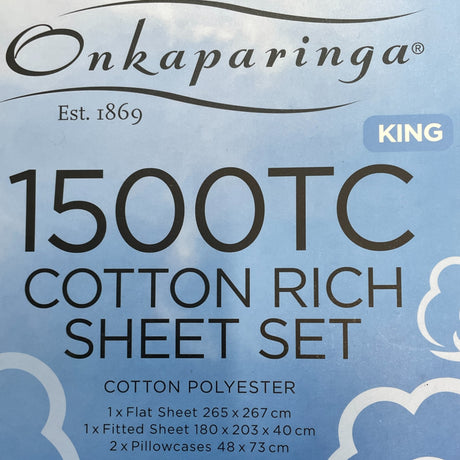 Onkaparinga®
Est. 1869
KING
1500TC
COTTON RICH
SHEET SET
COTTON POLYESTER
1 x Flat Sheet 265 x 267 cm
1 x Fitted Sheet 180 x 203 x 40 cm
2 x Pillowcases 48 x 73 cm